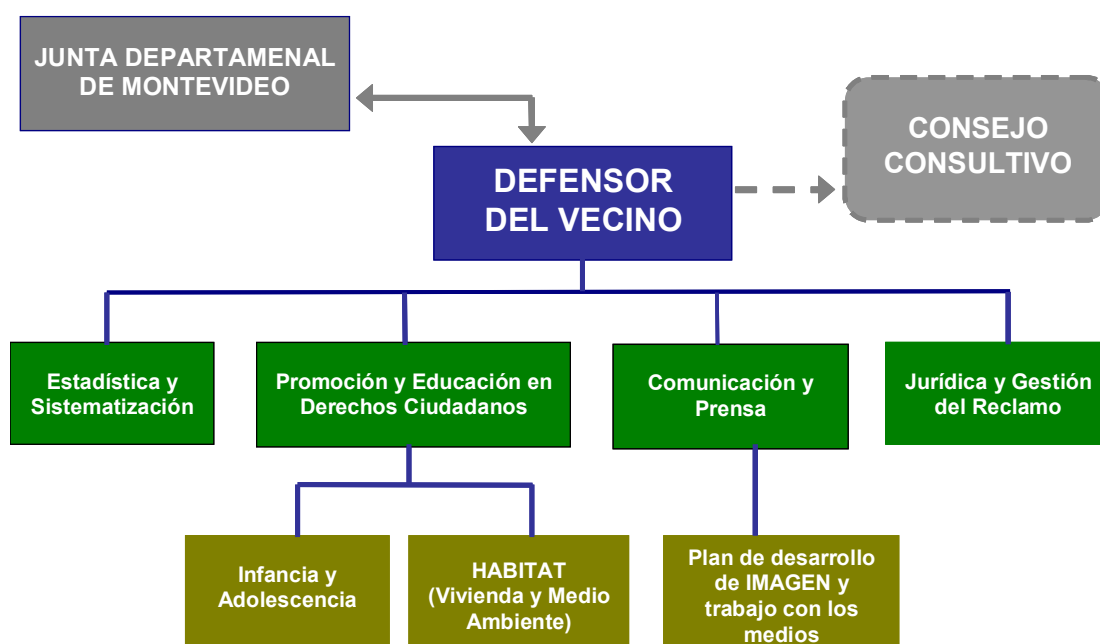 JUNTA DEPARTAMENAL
DE MONTEVIDEO
CONSEJO
CONSULTIVO
DEFENSOR
DEL VECINO
Estadística y
Sistematización
Promoción y Educación en
Derechos Ciudadanos
Comunicación y
Prensa
Jurídica y Gestión
del Reclamo
Infancia y
Adolescencia
HABITAT
(Vivienda y Medio
Ambiente)
Plan de desarrollo
de IMAGEN y
trabajo con los
medios